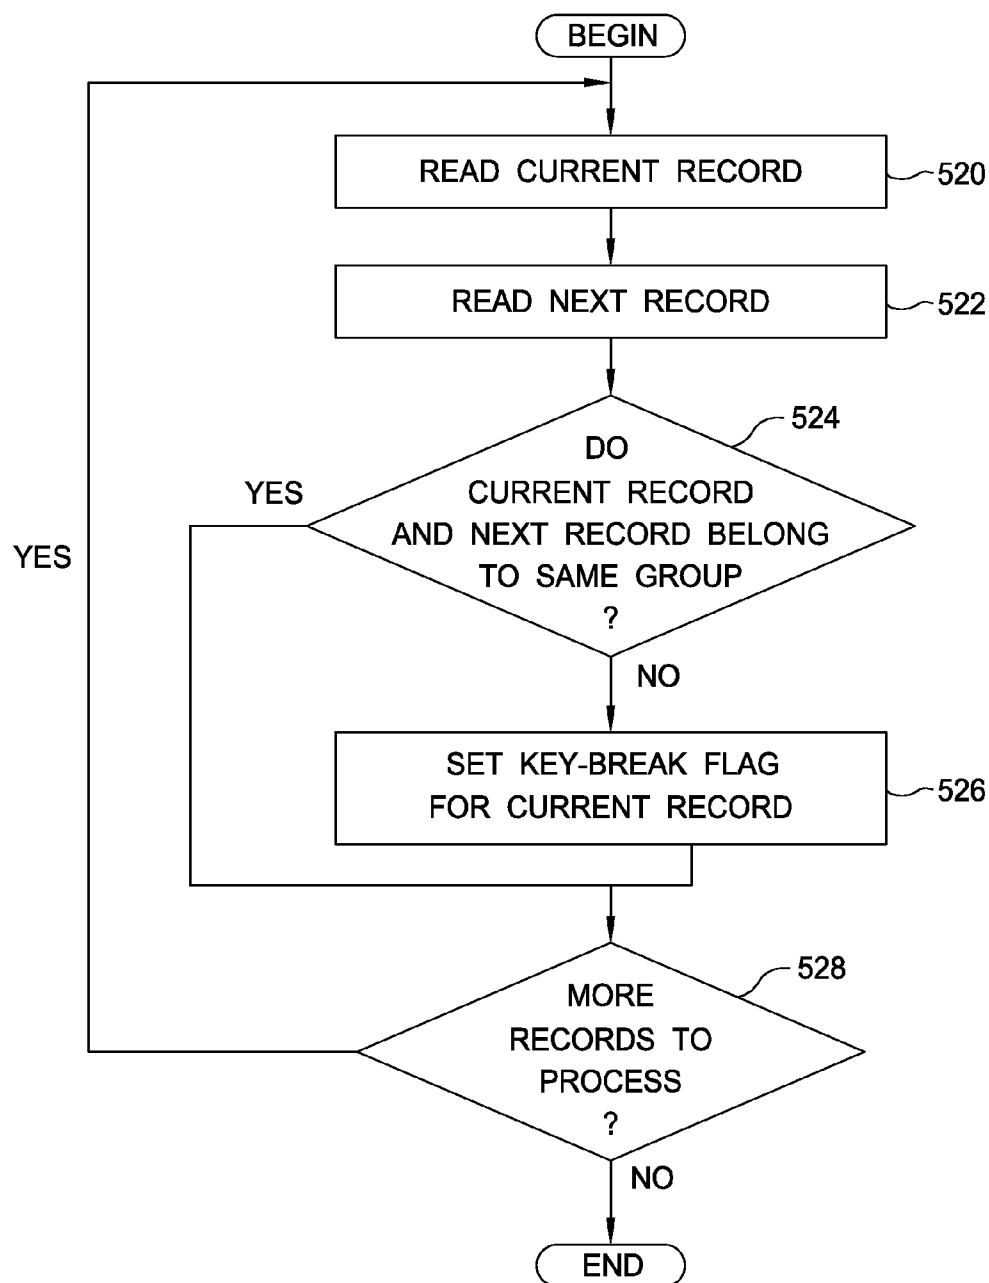 BEGIN
READ CURRENT RECORD
520
READ NEXT RECORD
522
524
DO
CURRENT RECORD
AND NEXT RECORD BELONG
TO SAME GROUP
?
YES
YES
NO
SET KEY-BREAK FLAG
FOR CURRENT RECORD
526
528
MORE
RECORDS TO
PROCESS
?
NO
END